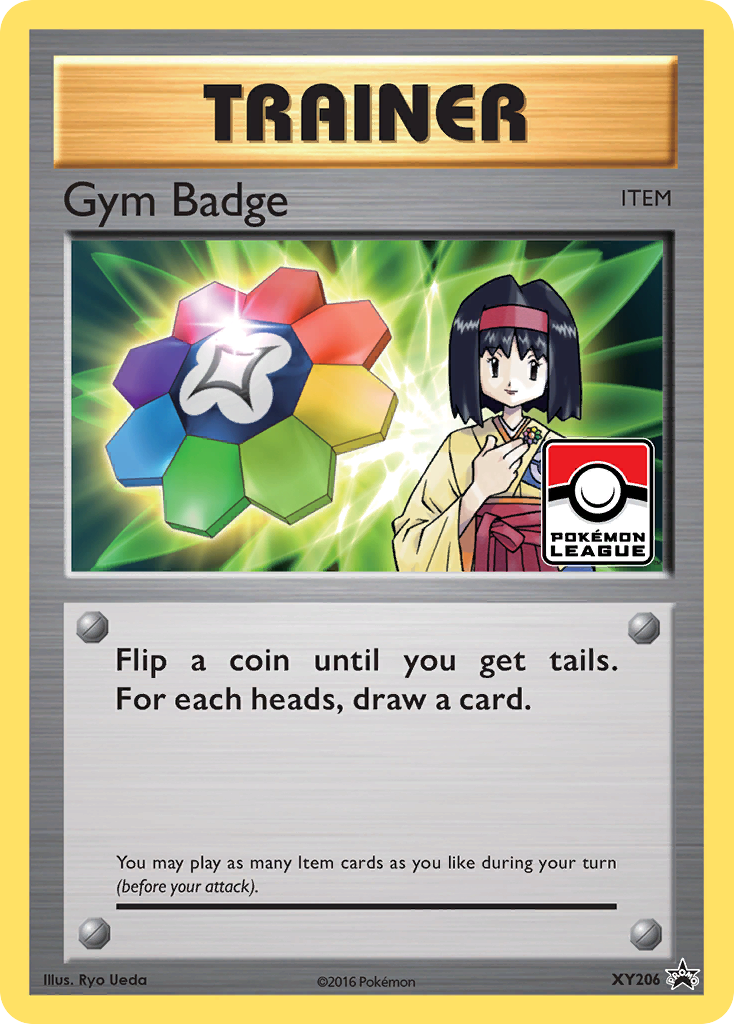 TRAINER
Gym Badge
ITEM
POKÉMON
LEAGUE
Flip a coin until you get tails.
For each heads, draw a card.
You may play as many Item cards as you like during your turn
(before your attack).
Illus. Ryo Ueda
©2016 Pokémon
XY206
PROMO